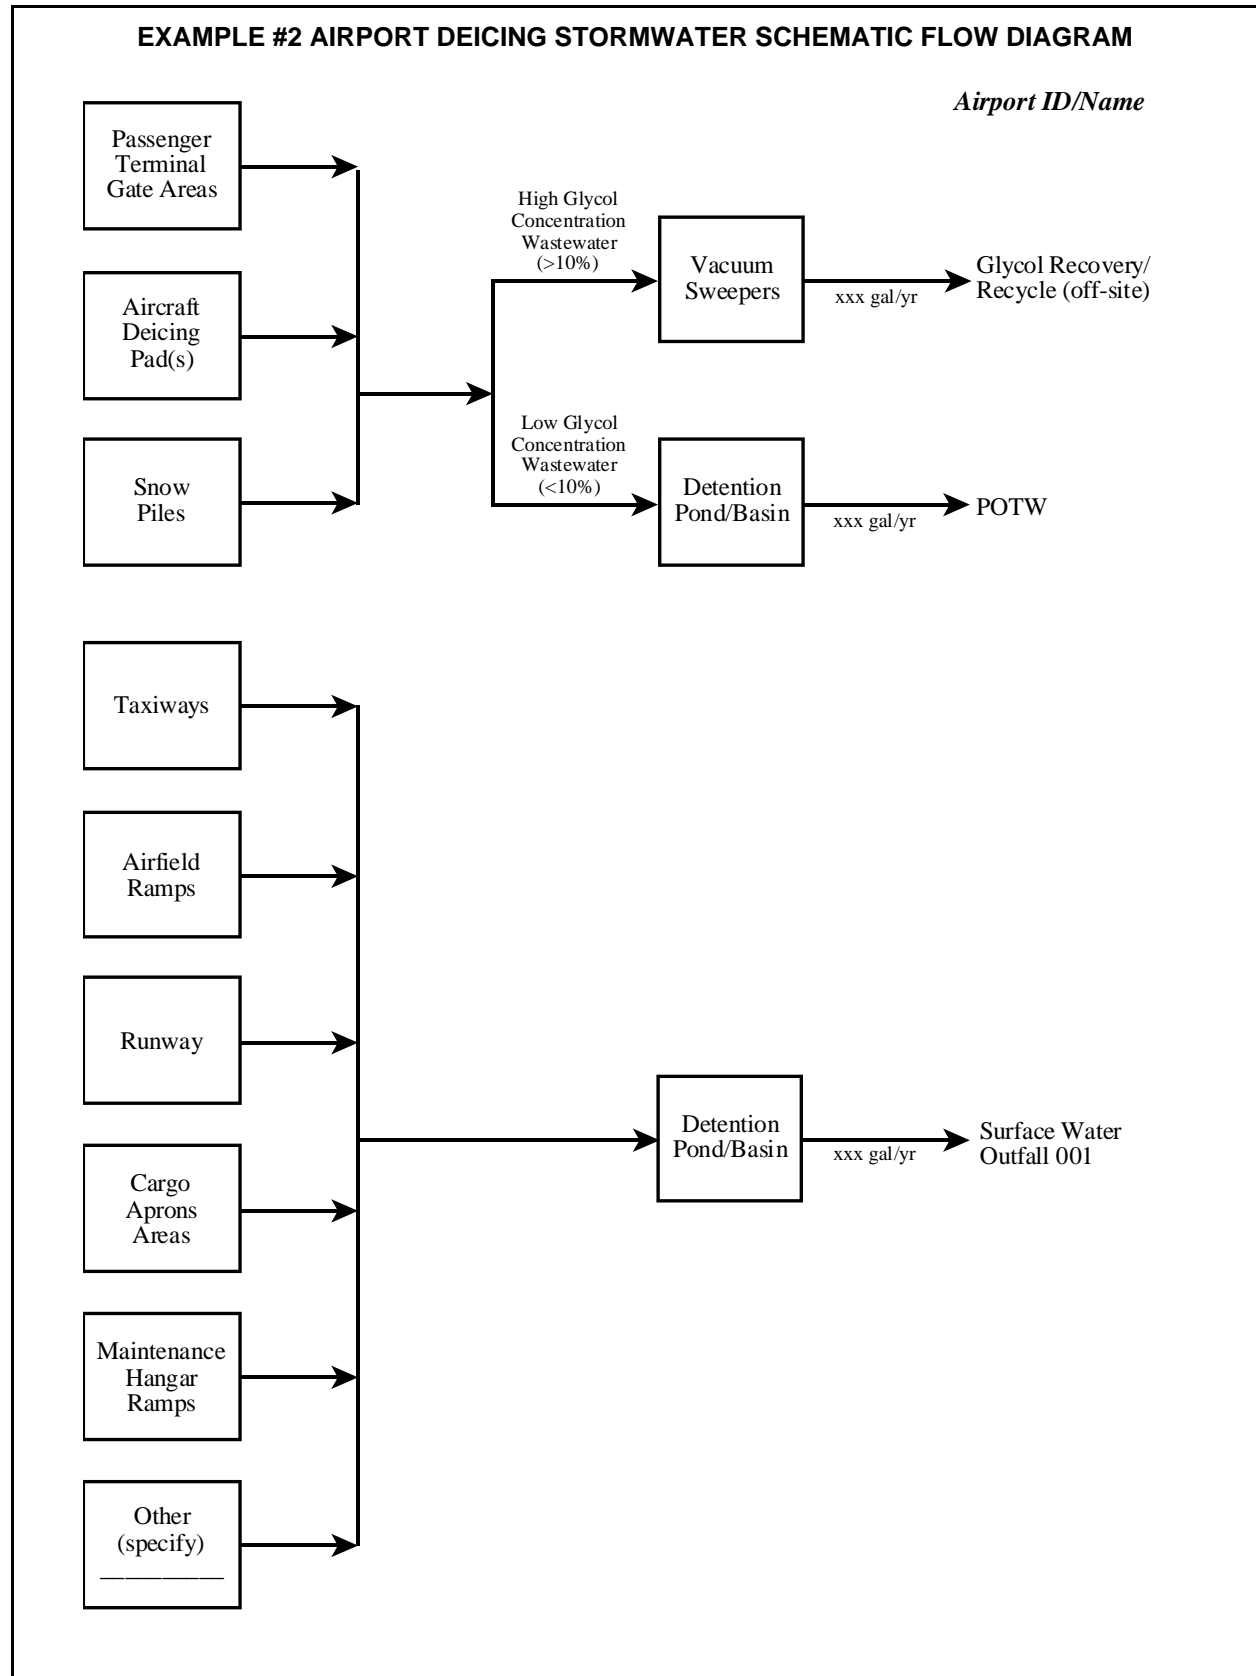 EXAMPLE #2 AIRPORT DEICING STORMWATER SCHEMATIC FLOW DIAGRAM
Airport ID/Name
Passenger
Terminal
Gate Areas
High Glycol
Concentration
Wastewater
(>10%)
Vacuum
Sweepers
xxx gal/yr
Glycol Recovery/
Recycle (off-site)
Aircraft
Deicing
Pad(s)
Snow
Piles
Low Glycol
Concentration
Wastewater
(<10%)
Detention
Pond/Basin
xxx gal/yr
POTW
Taxiways
Airfield
Ramps
Runway
Cargo
Aprons
Areas
Maintenance
Hangar
Ramps
Other
(specify)
___________
Detention
Pond/Basin
xxx gal/yr
Surface Water
Outfall 001